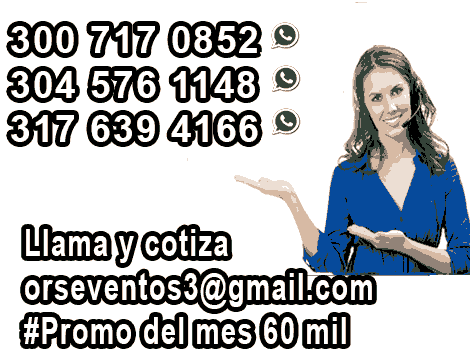 300 717 0852
304 576 1148
317 639 4166
Llama y cotiza
orseventos3@gmail.com
#Promo del mes 60 mil